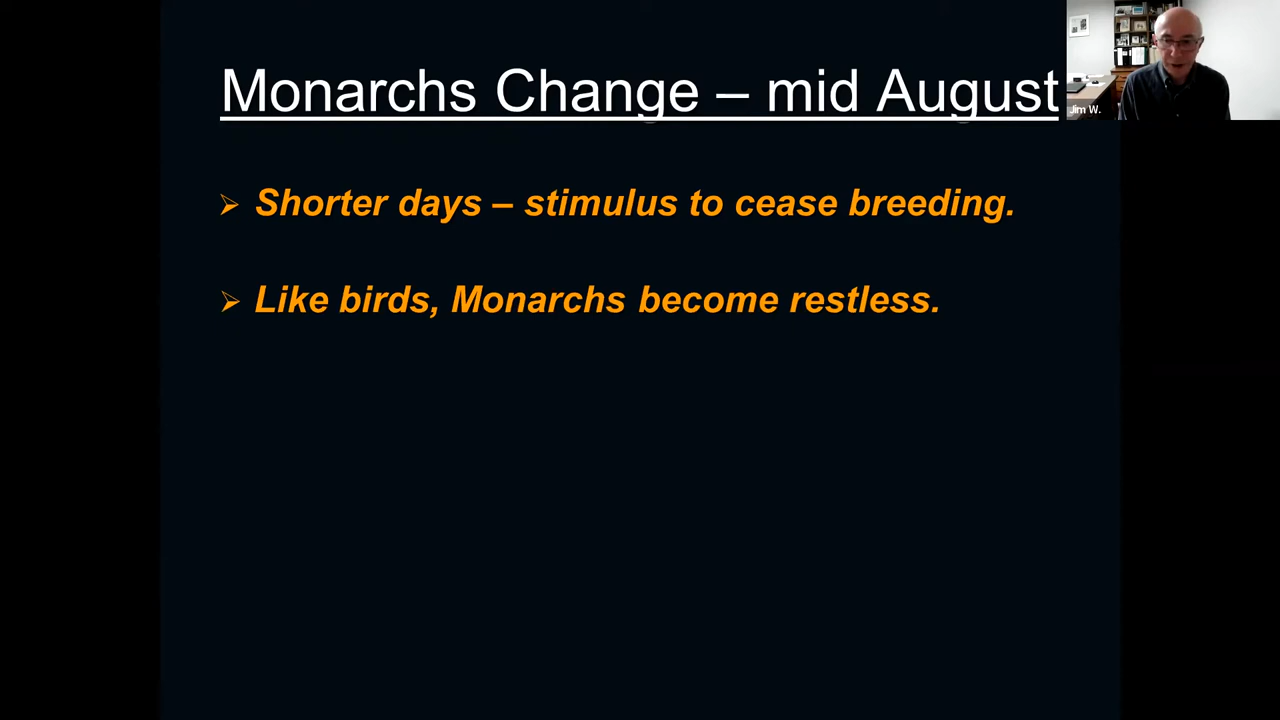 Monarchs Change – mid August
Jim W.
➢ Shorter days – stimulus to cease breeding.
➢ Like birds, Monarchs become restless.